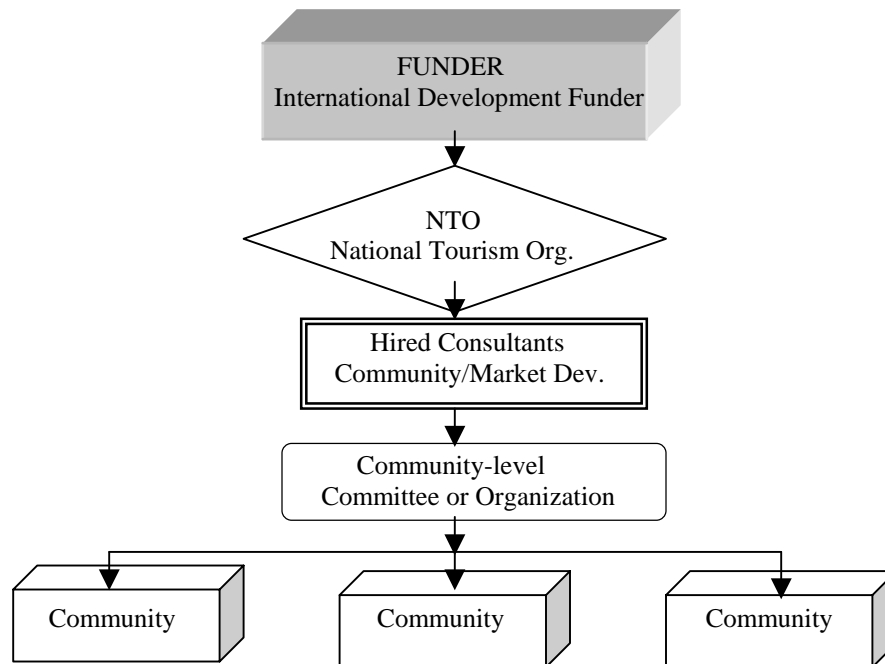 FUNDER
International Development Funder
NTO
National Tourism Org.
Hired Consultants
Community/Market Dev.
Community-level
Committee or Organization
Community
Community
Community